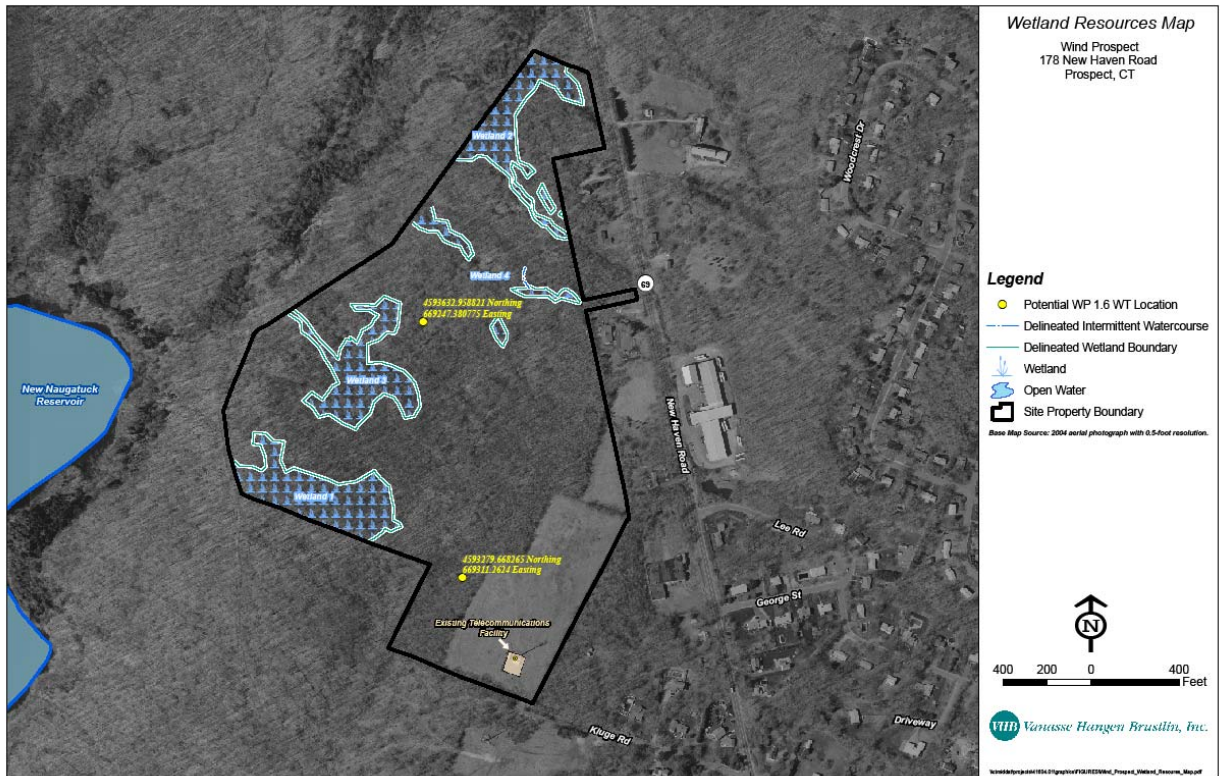 Wetland Resources Map
Wind Prospect
178 New Haven Road
Prospect, CT
Woodcrest Dr
Wetland 2
Wetland 4
69
4593632.958821 Northing
669247.380775 Easting
New Naugatuck
Reservoir
Wetland 3
New Haven Road
Wetland 1
Lee Rd
4593279.668265 Northing
669311.2624 Easting
George St
Existing Telecommunications
Facility
Kluge Rd
Driveway
Legend
Potential WP 1.6 WT Location
Delineated Intermittent Watercourse
Delineated Wetland Boundary
Wetland
Open Water
Site Property Boundary
Base Map Source: 2004 aerial photograph with 0.5-foot resolution.
N
400 200 0 400
Feet
VHB Vanasse Hangen Brustlin, Inc.